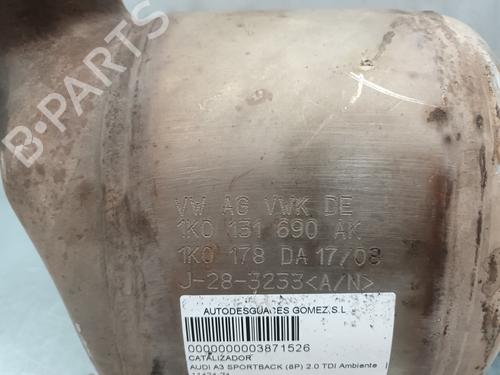 B-PARTS
VW AG VWK DE
1K0 131 690 AK
1K0 178 DA 17/08
J-28-3233<A/N>
AUTODESGUACES GOMEZ,S.L
0000000003871526
CATALIZADOR
AUDI A3 SPORTBACK (8P) 2.0 TDI Ambiente |